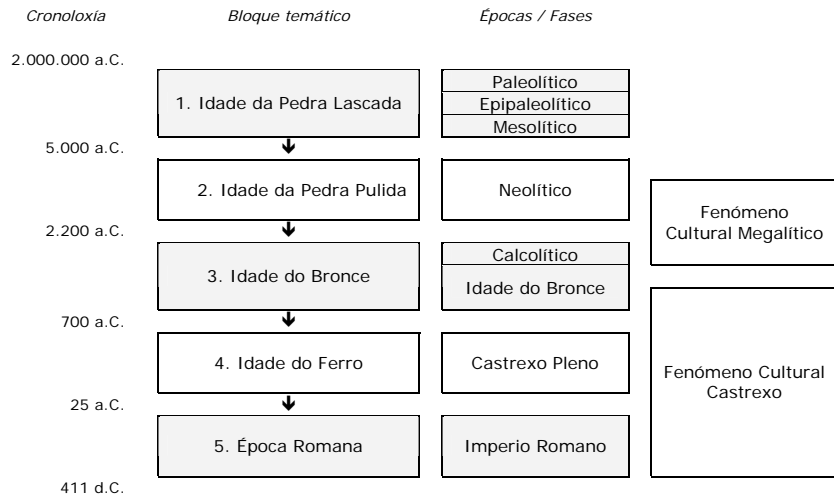 Cronoloxía Bloque temático Épocas / Fases
2.000.000 a.C.
1. Idade da Pedra Lascada
Paleolítico
Epipaleolítico
Mesolítico
5.000 a.C.
2. Idade da Pedra Pulida
Neolítico
Fenómeno
Cultural Megalítico
2.200 a.C.
3. Idade do Bronce
Calcolítico
Idade do Bronce
700 a.C.
4. Idade do Ferro
Castrexo Pleno
Fenómeno Cultural
Castrexo
25 a.C.
5. Época Romana
Imperio Romano
411 d.C.